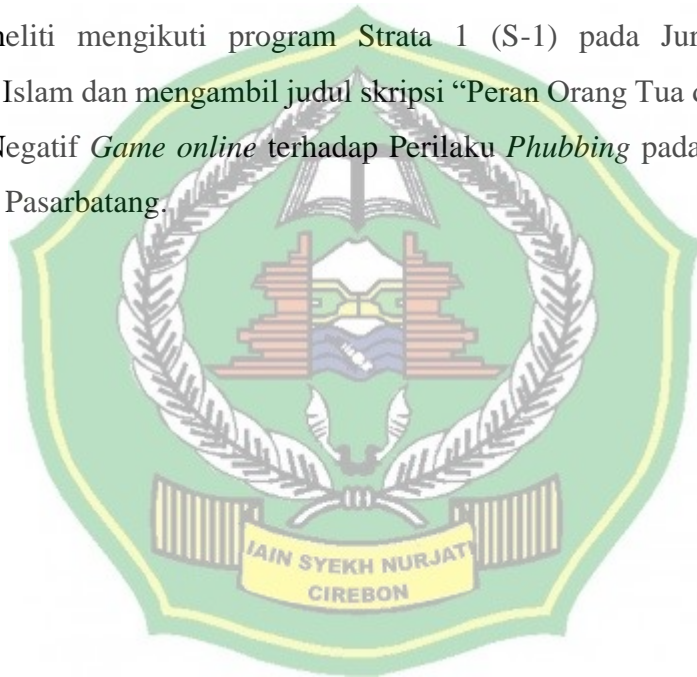 neliti mengikuti program Strata 1 (S-1) pada Jur
Islam dan mengambil judul skripsi “Peran Orang Tua
Negatif Game online terhadap Perilaku Phubbing pada
Pasarbatang.
IAIN SYEKH NURJATI
CIREBON